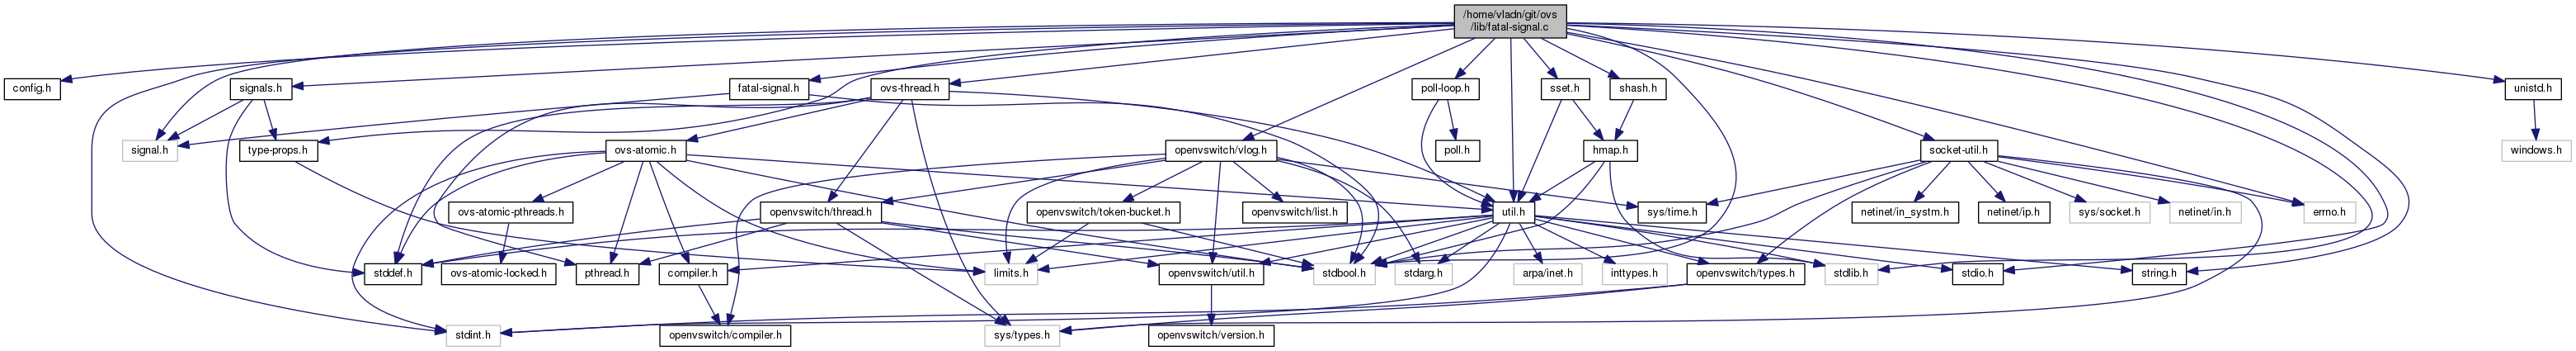 /home/vladn/git/ovs
/lib/fatal-signal.c
config.h
signals.h
fatal-signal.h
ovs-thread.h
poll-loop.h
sset.h
shash.h
unistd.h
signal.h
type-props.h
ovs-atomic.h
openvswitch/vlog.h
poll.h
hmap.h
socket-util.h
windows.h
ovs-atomic-pthreads.h
openvswitch/thread.h
openvswitch/token-bucket.h
openvswitch/list.h
util.h
sys/time.h
netinet/in_systm.h
netinet/ip.h
sys/socket.h
netinet/in.h
errno.h
stddef.h
ovs-atomic-locked.h
pthread.h
compiler.h
limits.h
openvswitch/util.h
stdbool.h
stdarg.h
arpa/inet.h
inttypes.h
openvswitch/types.h
stdlib.h
stdio.h
string.h
stdint.h
openvswitch/compiler.h
sys/types.h
openvswitch/version.h